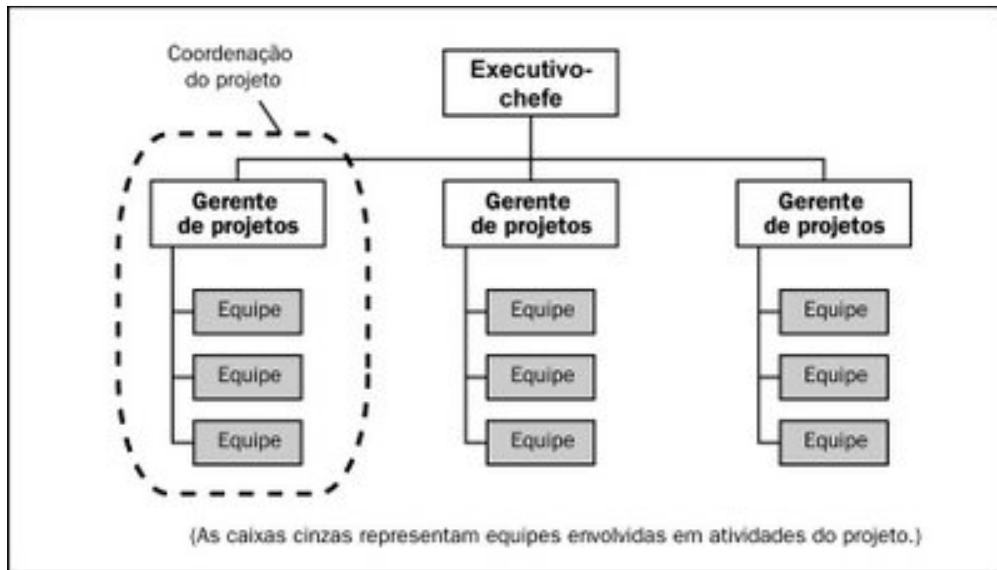 Coordenação
do projeto
Executivo-
chefe
Gerente
de projetos
Gerente
de projetos
Gerente
de projetos
Equipe
Equipe
Equipe
Equipe
Equipe
Equipe
Equipe
Equipe
Equipe
(As caixas cinzas representam equipes envolvidas em atividades do projeto.)